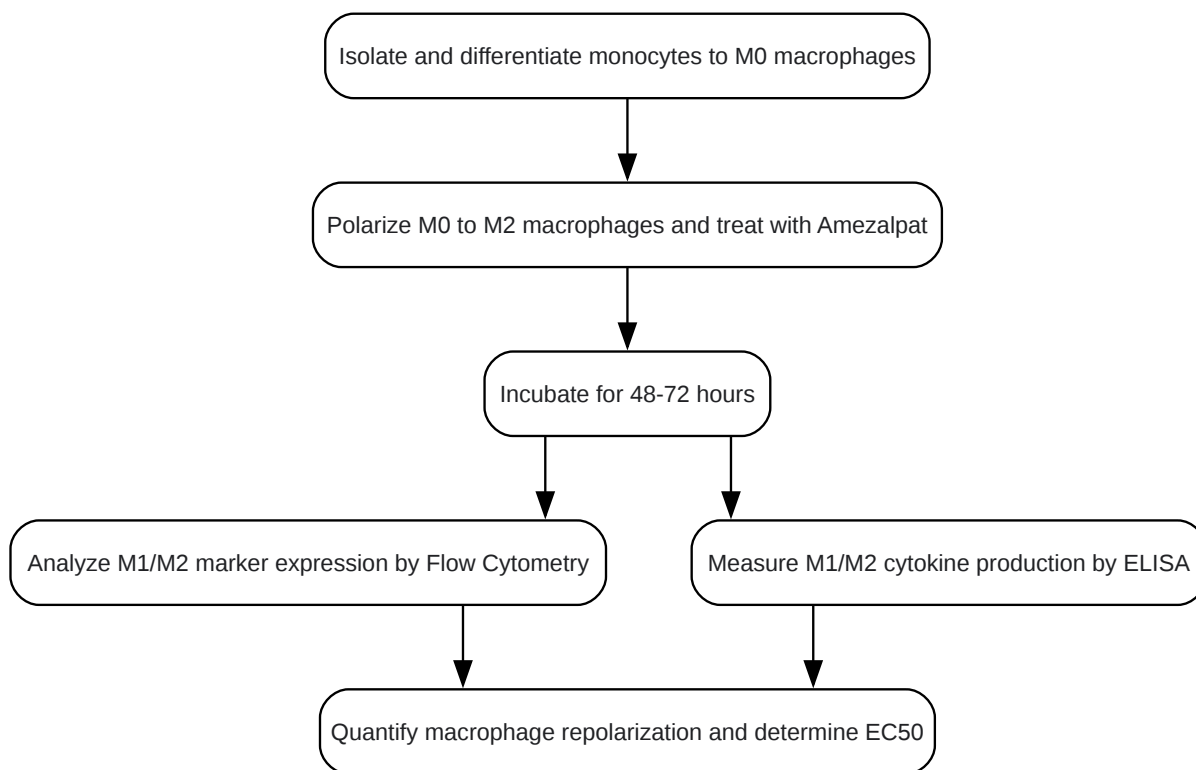 Isolate and differentiate monocytes to M0 macrophages
Polarize M0 to M2 macrophages and treat with Amezalpat
Incubate for 48-72 hours
Analyze M1/M2 marker expression by Flow Cytometry
Measure M1/M2 cytokine production by ELISA
Quantify macrophage repolarization and determine EC50